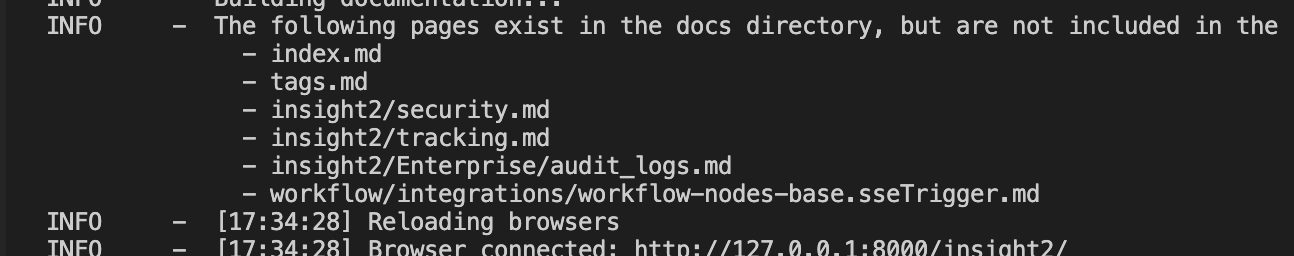 INFO - Building documentation...
INFO - The following pages exist in the docs directory, but are not included in the
- index.md
- tags.md
- insight2/security.md
- insight2/tracking.md
- insight2/Enterprise/audit_logs.md
- workflow/integrations/workflow-nodes-base.sseTrigger.md
INFO - [17:34:28] Reloading browsers
INFO - [17:34:28] Browser connected: http://127.0.0.1:8000/insight2/